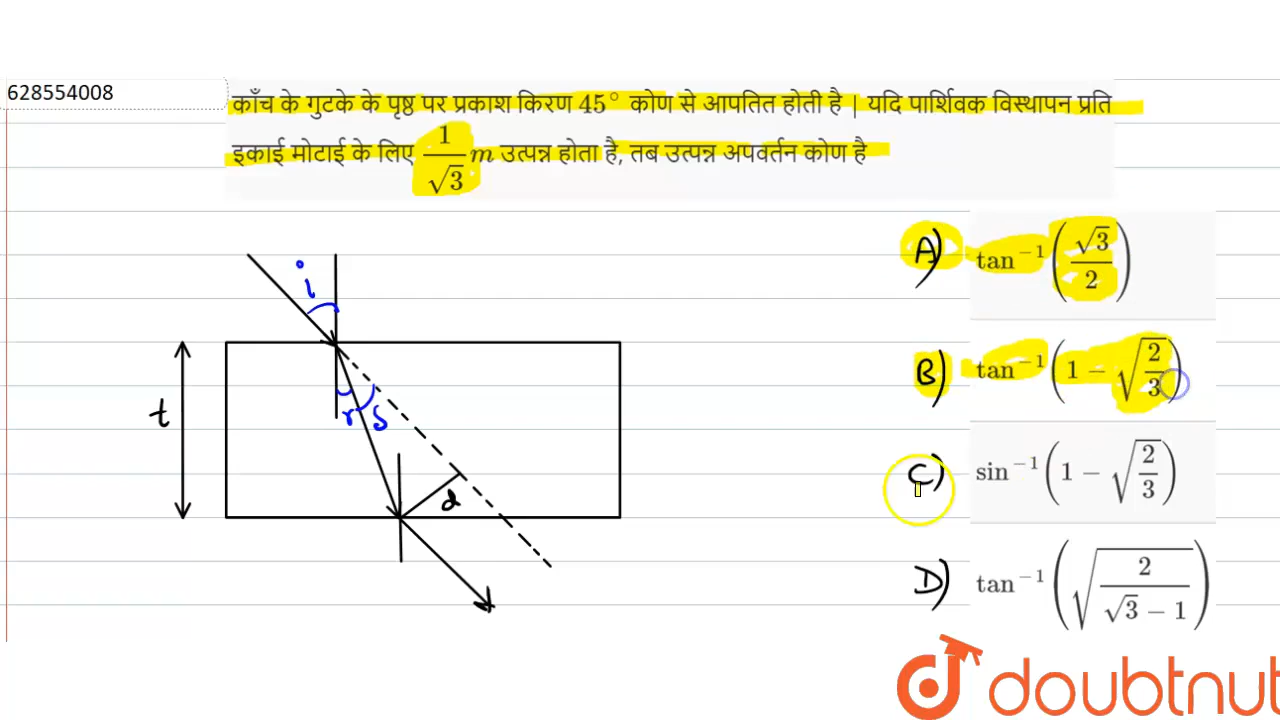 628554008
काँच के गुटके के पृष्ठ पर प्रकाश किरण 45° कोण से आपतित होती है | यदि पार्शिवक विस्थापन प्रति
इकाई मोटाई के लिए 1/√3 m उत्पन्न होता है, तब उत्पन्न अपवर्तन कोण है
A) tan⁻¹(√3/2)
i
B) tan⁻¹(1 − √(2/3))
t
r δ
C) sin⁻¹(1 − √(2/3))
d
D) tan⁻¹(√(2/(√3 − 1)))
doubtnut